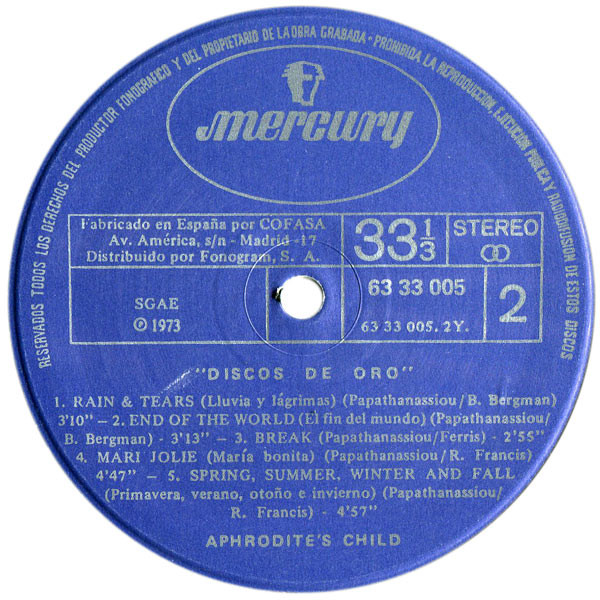 RESERVADOS TODOS LOS DERECHOS DEL PRODUCTOR FONOGRAFICO Y DEL PROPIETARIO DE LA OBRA GRABADA - PROHIBIDA LA REPRODUCCION, EJECUCION PUBLICA Y RADIODIFUSION DE ESTOS DISCOS
mercury
Fabricado en España por COFASA
Av. América, s/n - Madrid -17
Distribuido por Fonogram, S. A.
33 1/3
STEREO
SGAE
℗ 1973
63 33 005
63 33 005. 2Y.
2
"DISCOS DE ORO"
1. RAIN & TEARS (Lluvia y lágrimas) (Papathanassiou/B. Bergman)
3'10" — 2. END OF THE WORLD (El fin del mundo) (Papathanassiou/
B. Bergman) - 3'13" — 3. BREAK (Papathanassiou/Ferris) - 2'55"
4. MARI JOLIE (María bonita) (Papathanassiou/R. Francis)
4'47" — 5. SPRING, SUMMER, WINTER AND FALL
(Primavera, verano, otoño e invierno) (Papathanassiou/
R. Francis) - 4'57"
APHRODITE'S CHILD